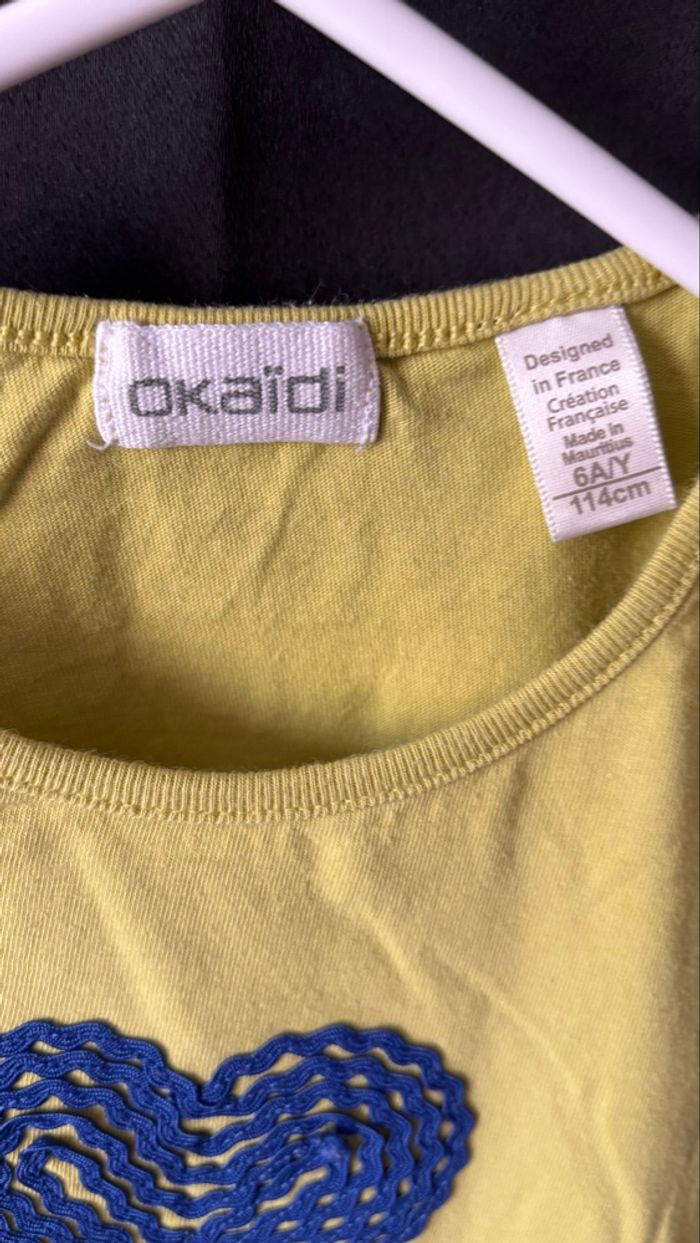 okaïdi
Designed
in France
Création
Française
Made in
Mauritius
6A/Y
114cm